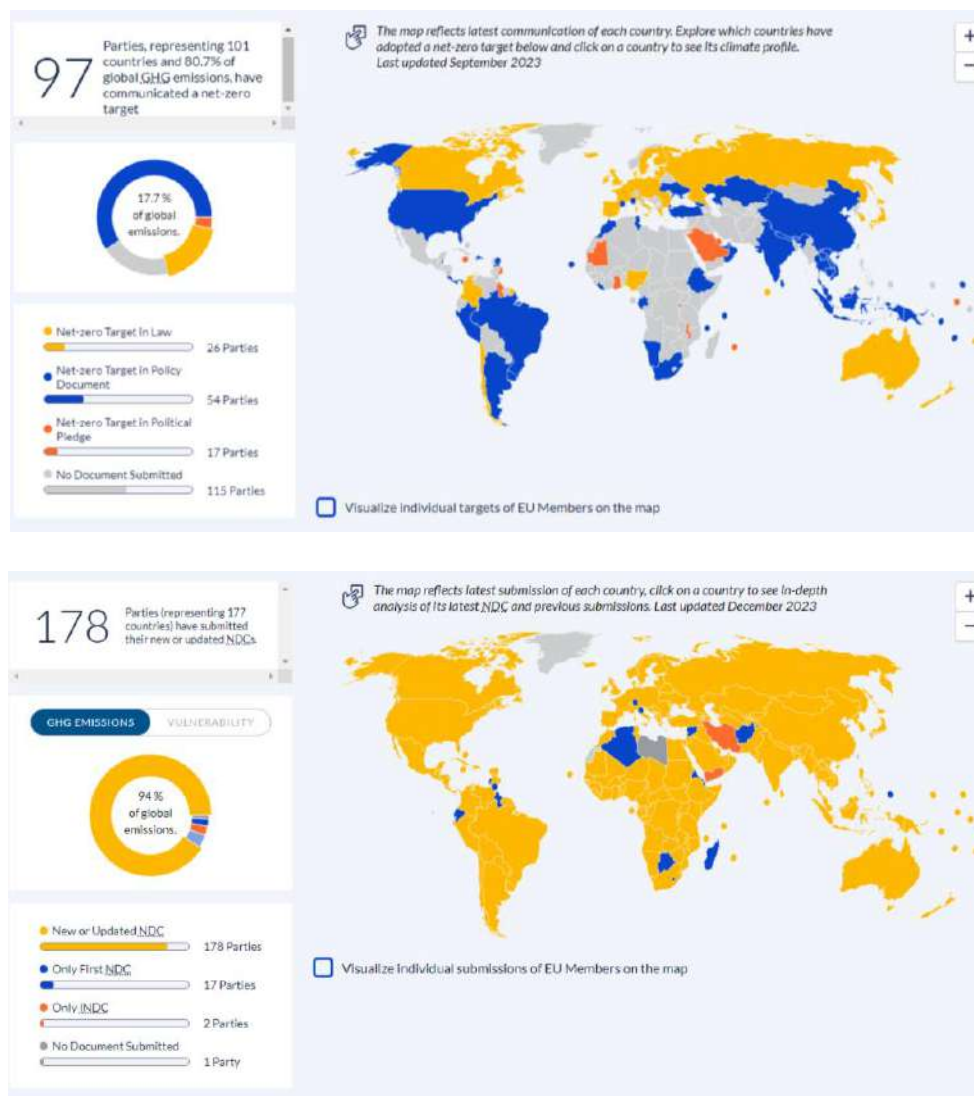 97
Parties, representing 101
countries and 80.7% of
global GHG emissions, have
communicated a net-zero
target
The map reflects latest communication of each country. Explore which countries have
adopted a net-zero target below and click on a country to see its climate profile.
Last updated September 2023
+
−
17.7 %
of global
emissions.
Net-zero Target in Law
26 Parties
Net-zero Target in Policy
Document
54 Parties
Net-zero Target in Political
Pledge
17 Parties
No Document Submitted
115 Parties
Visualize individual targets of EU Members on the map
178
Parties (representing 177
countries) have submitted
their new or updated NDCs.
The map reflects latest submission of each country, click on a country to see in-depth
analysis of its latest NDC and previous submissions. Last updated December 2023
+
−
GHG EMISSIONS VULNERABILITY
94 %
of global
emissions.
New or Updated NDC
178 Parties
Only First NDC
17 Parties
Only INDC
2 Parties
No Document Submitted
1 Party
Visualize individual submissions of EU Members on the map